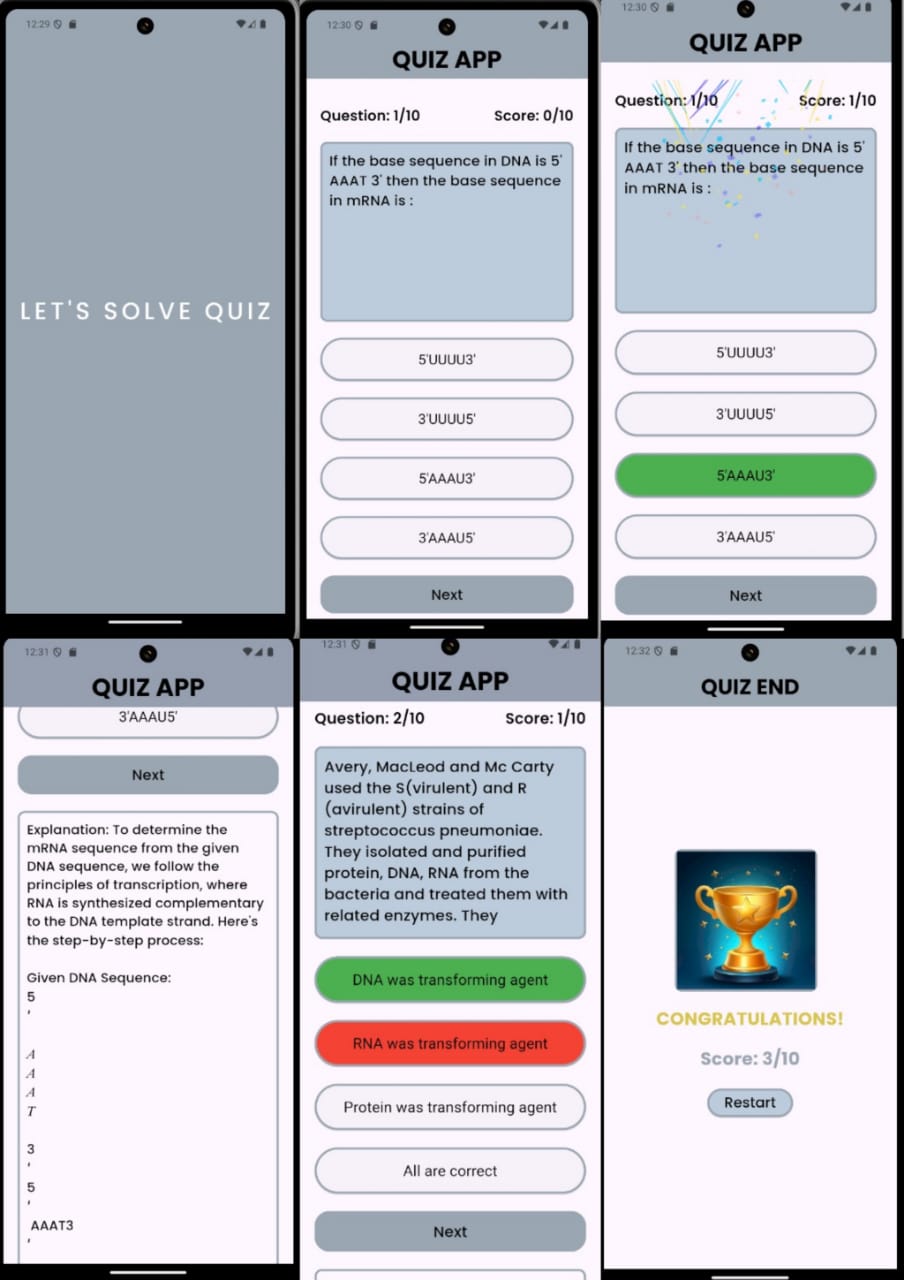 12:29
LET'S SOLVE QUIZ
12:30
QUIZ APP
Question: 1/10
Score: 0/10
If the base sequence in DNA is 5'
AAAT 3' then the base sequence
in mRNA is :
5'UUUU3'
3'UUUU5'
5'AAAU3'
3'AAAU5'
Next
12:30
QUIZ APP
Question: 1/10
Score: 1/10
If the base sequence in DNA is 5'
AAAT 3' then the base sequence
in mRNA is :
5'UUUU3'
3'UUUU5'
5'AAAU3'
3'AAAU5'
Next
12:31
QUIZ APP
3'AAAU5'
Next
Explanation: To determine the
mRNA sequence from the given
DNA sequence, we follow the
principles of transcription, where
RNA is synthesized complementary
to the DNA template strand. Here's
the step-by-step process:
Given DNA Sequence:
5
'
A
A
A
T
3
'
5
'
AAAT3
'
12:31
QUIZ APP
Question: 2/10
Score: 1/10
Avery, MacLeod and Mc Carty
used the S(virulent) and R
(avirulent) strains of
streptococcus pneumoniae.
They isolated and purified
protein, DNA, RNA from the
bacteria and treated them with
related enzymes. They
DNA was transforming agent
RNA was transforming agent
Protein was transforming agent
All are correct
Next
12:32
QUIZ END
CONGRATULATIONS!
Score: 3/10
Restart